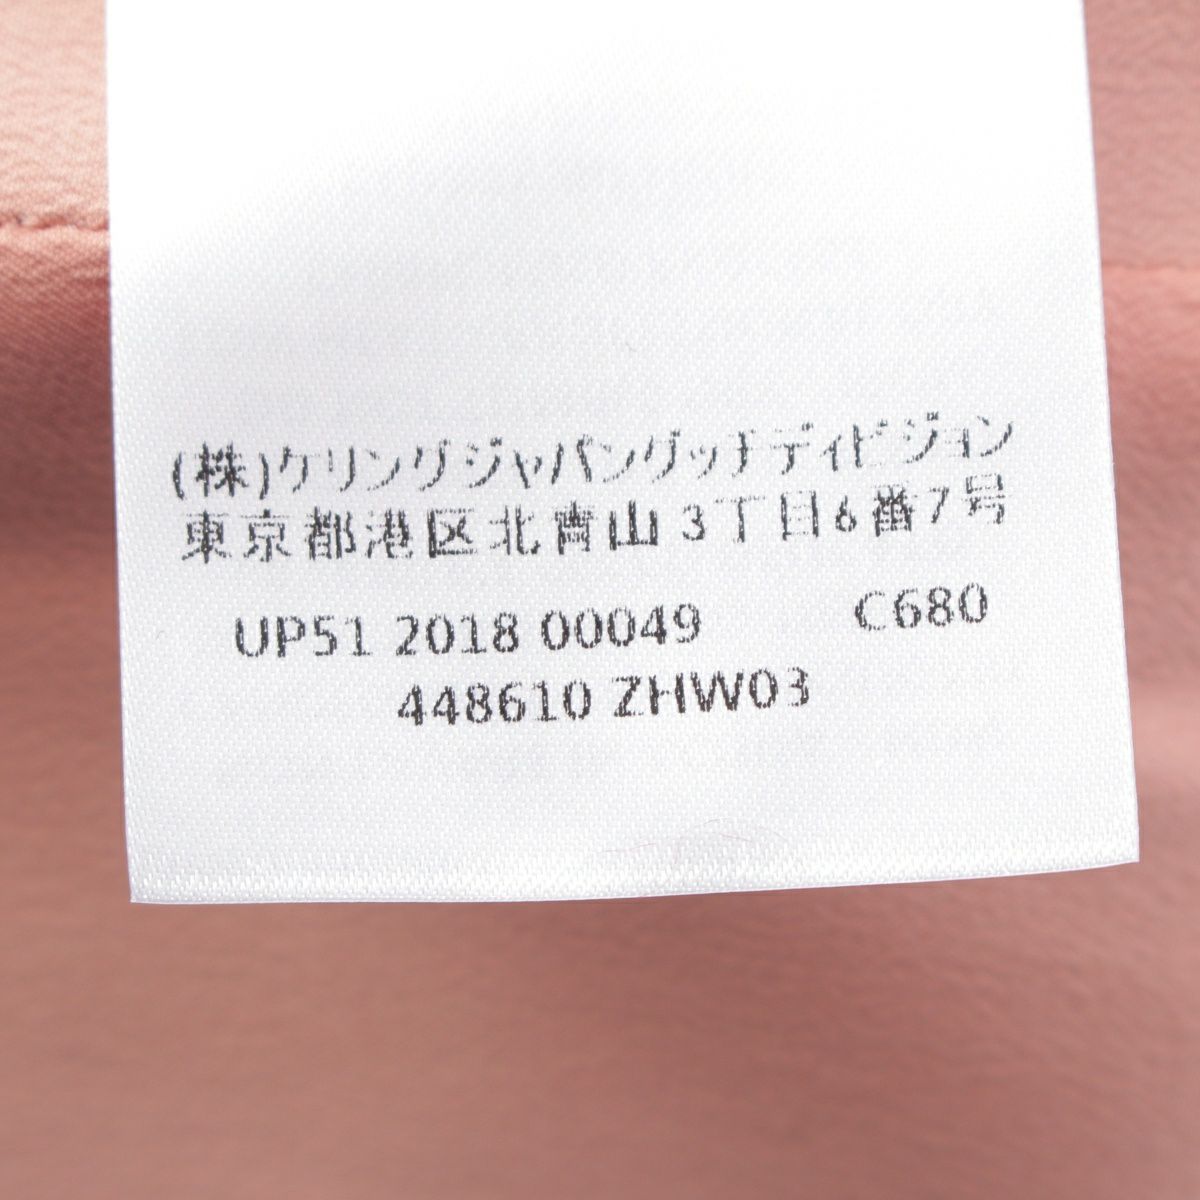 (株)ケリングジャパングッチディビジョン
東京都港区北青山3丁目6番7号
UP51 2018 00049 C680
448610 ZHW03